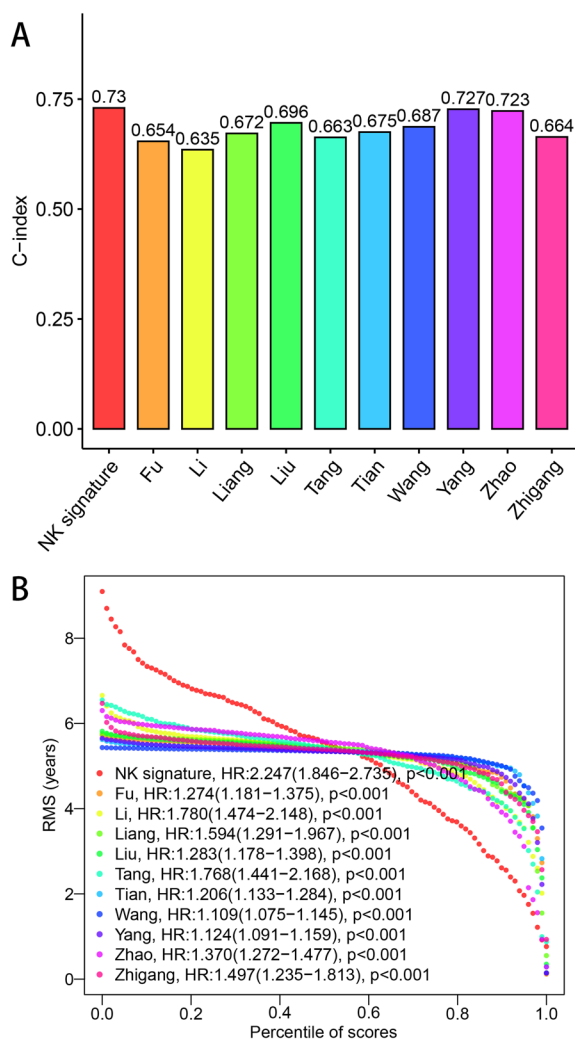 A
0.73
0.654
0.635
0.672
0.696
0.663
0.675
0.687
0.727
0.723
0.664
C-index
0.75
0.50
0.25
0.00
NK signature
Fu
Li
Liang
Liu
Tang
Tian
Wang
Yang
Zhao
Zhigang
B
RMS (years)
8
6
4
2
0
NK signature, HR:2.247(1.846−2.735), p<0.001
Fu, HR:1.274(1.181−1.375), p<0.001
Li, HR:1.780(1.474−2.148), p<0.001
Liang, HR:1.594(1.291−1.967), p<0.001
Liu, HR:1.283(1.178−1.398), p<0.001
Tang, HR:1.768(1.441−2.168), p<0.001
Tian, HR:1.206(1.133−1.284), p<0.001
Wang, HR:1.109(1.075−1.145), p<0.001
Yang, HR:1.124(1.091−1.159), p<0.001
Zhao, HR:1.370(1.272−1.477), p<0.001
Zhigang, HR:1.497(1.235−1.813), p<0.001
0.0
0.2
0.4
0.6
0.8
1.0
Percentile of scores